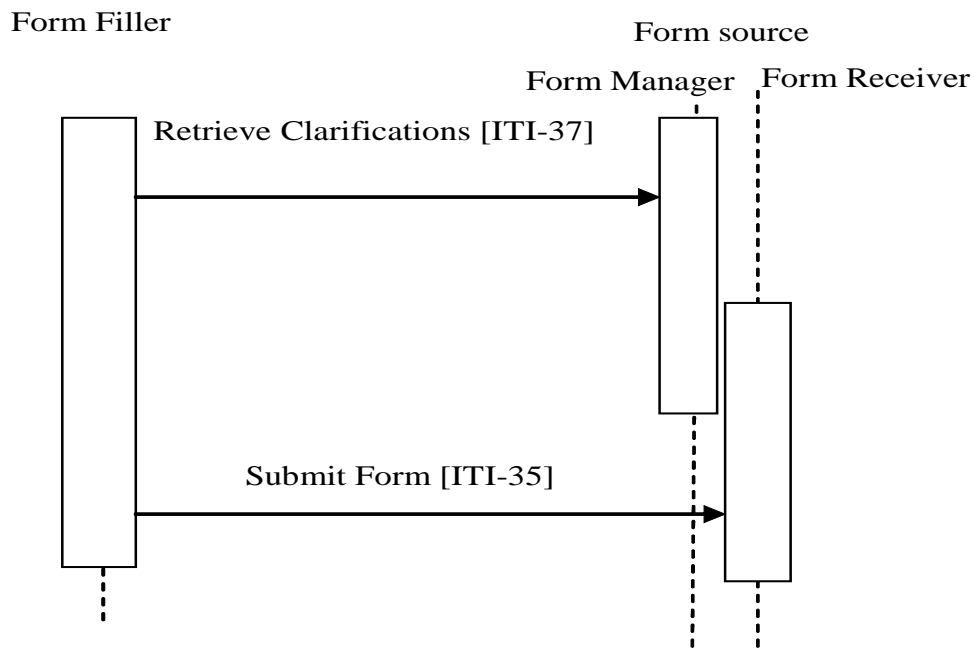 Form Filler
Form source
Form Manager
Form Receiver
Retrieve Clarifications [ITI-37]
Submit Form [ITI-35]